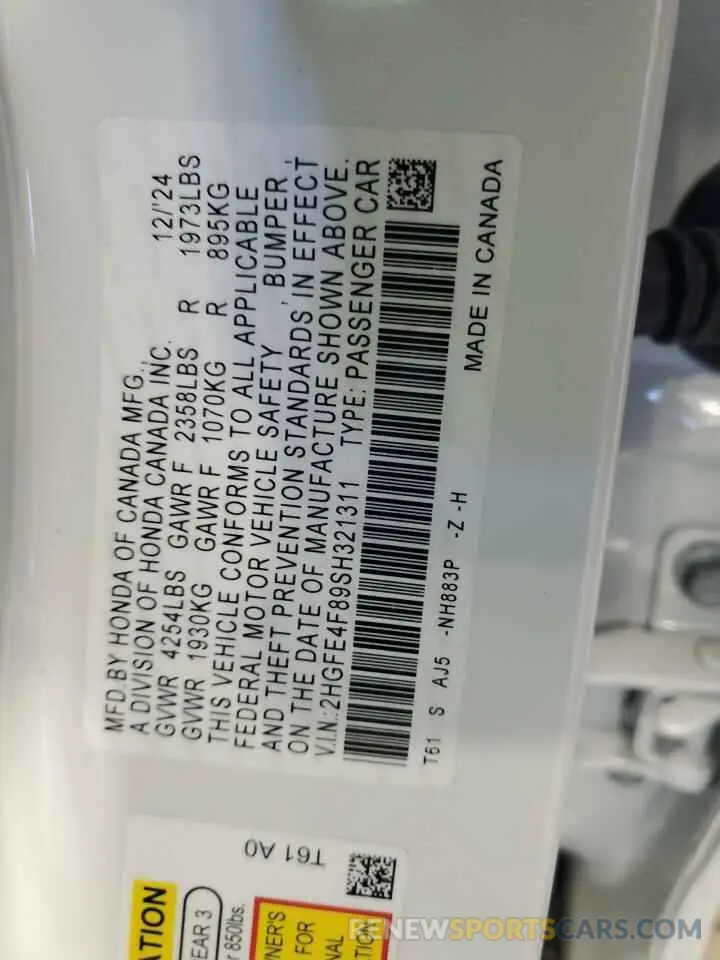 MFD.BY HONDA OF CANADA MFG.,
A DIVISION OF HONDA CANADA INC. 12/'24
GVWR 4254LBS GAWR F 2358LBS R 1973LBS
GVWR 1930KG GAWR F 1070KG R 895KG
THIS VEHICLE CONFORMS TO ALL APPLICABLE
FEDERAL MOTOR VEHICLE SAFETY, BUMPER,
AND THEFT PREVENTION STANDARDS IN EFFECT
ON THE DATE OF MANUFACTURE SHOWN ABOVE.
V.I.N.:2HGFE4F89SH321311 TYPE: PASSENGER CAR
T61 S AJ5 -NH883P -Z -H
MADE IN CANADA
T61 A0
ATION
EAR 3
r 850lbs.
NER'S
FOR
NAL
TION
RENEWSPORTSCARS.COM